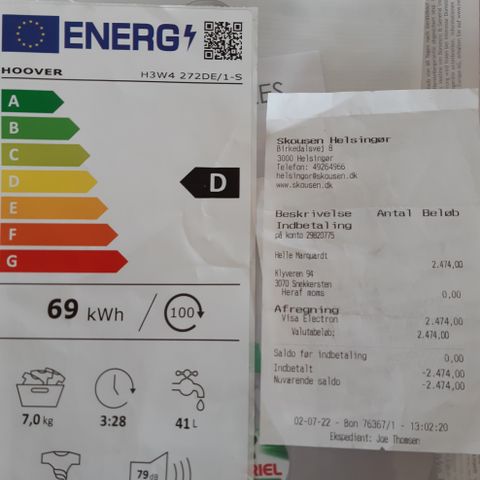 ENERG
HOOVER
H3W4 272DE/1-S
A
B
C
D
E
F
G
D
69 kWh
100
7,0 kg
3:28
41 L
79 dB
Skousen Helsingør
Birkedalsvej 8
3000 Helsingør
Telefon: 49264966
helsingor@skousen.dk
www.skousen.dk
Beskrivelse Antal Beløb
Indbetaling
på konto 29820775
Helle Marquardt
2.474,00
Klyveren 94
3070 Snekkersten
Heraf moms 0,00
Afregning
Visa Electron 2.474,00
Valutabeløb: 2.474,00
Saldo før indbetaling 0,00
Indbetalt -2.474,00
Nuværende saldo -2.474,00
02-07-22 - Bon 76367/1 - 13:02:20
Ekspedient: Joe Thomsen